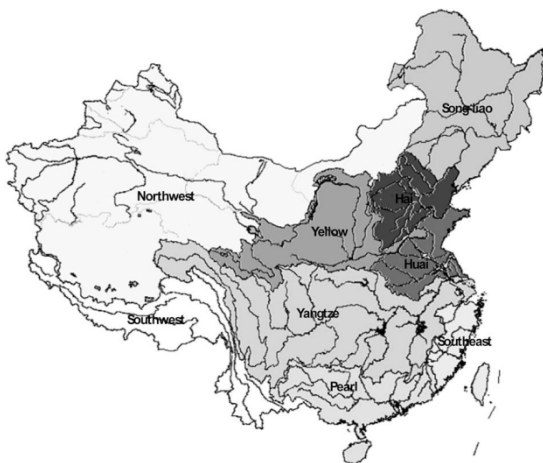 Song-liao
Hai
Northwest
Yellow
Huai
Yangtze
Southwest
Southeast
Pearl